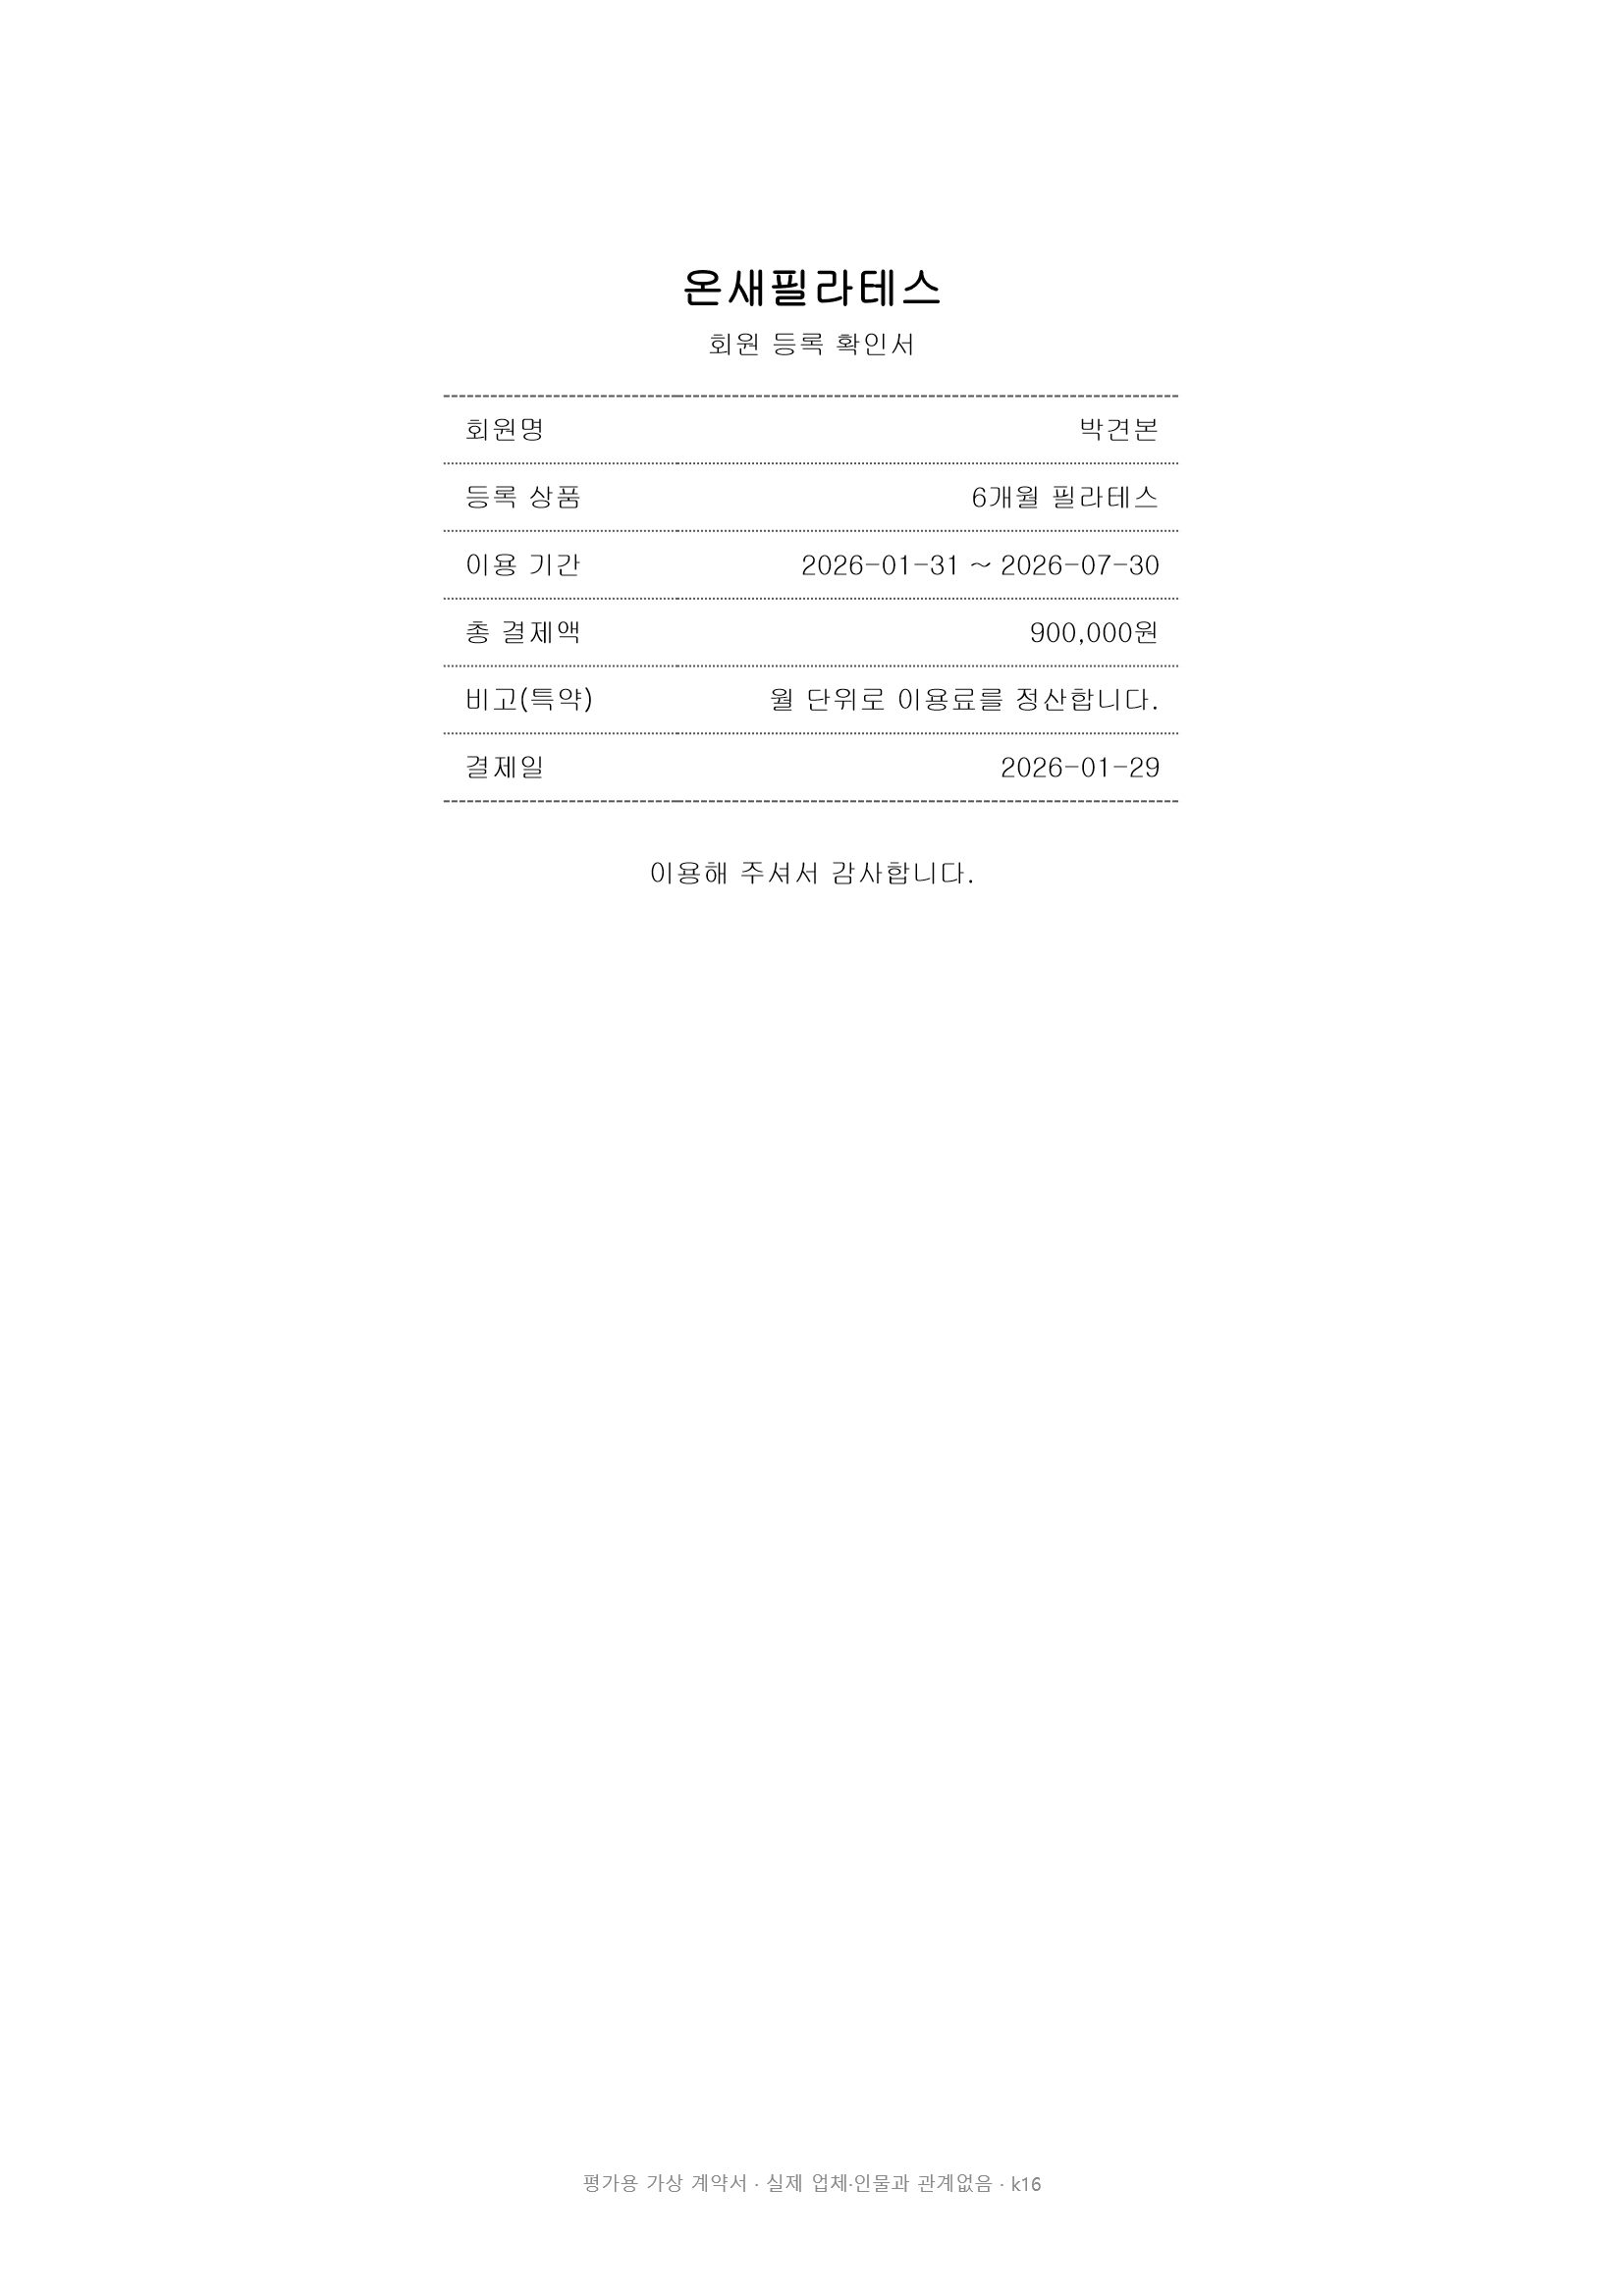 온새필라테스
회원 등록 확인서
회원명 박견본
등록 상품 6개월 필라테스
이용 기간 2026-01-31 ~ 2026-07-30
총 결제액 900,000원
비고(특약) 월 단위로 이용료를 정산합니다.
결제일 2026-01-29
이용해 주셔서 감사합니다.
평가용 가상 계약서 · 실제 업체·인물과 관계없음 · k16